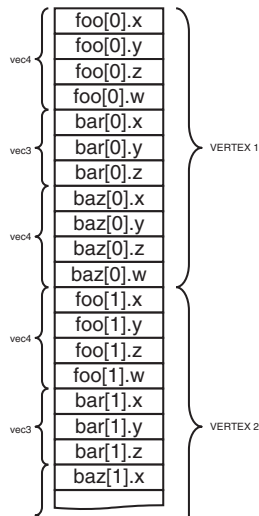 foo[0].x
foo[0].y
vec4
foo[0].z
foo[0].w
bar[0].x
vec3
bar[0].y
VERTEX 1
bar[0].z
baz[0].x
vec4
baz[0].y
baz[0].z
baz[0].w
foo[1].x
foo[1].y
vec4
foo[1].z
foo[1].w
bar[1].x
vec3
bar[1].y
VERTEX 2
bar[1].z
baz[1].x